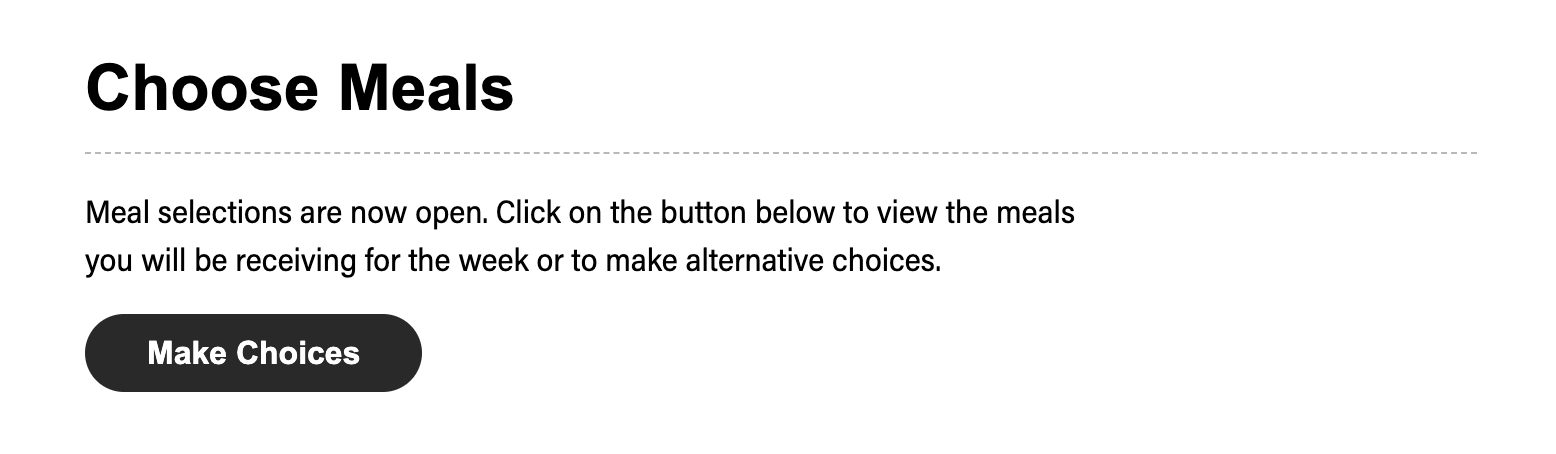 Choose Meals
Meal selections are now open. Click on the button below to view the meals
you will be receiving for the week or to make alternative choices.
Make Choices